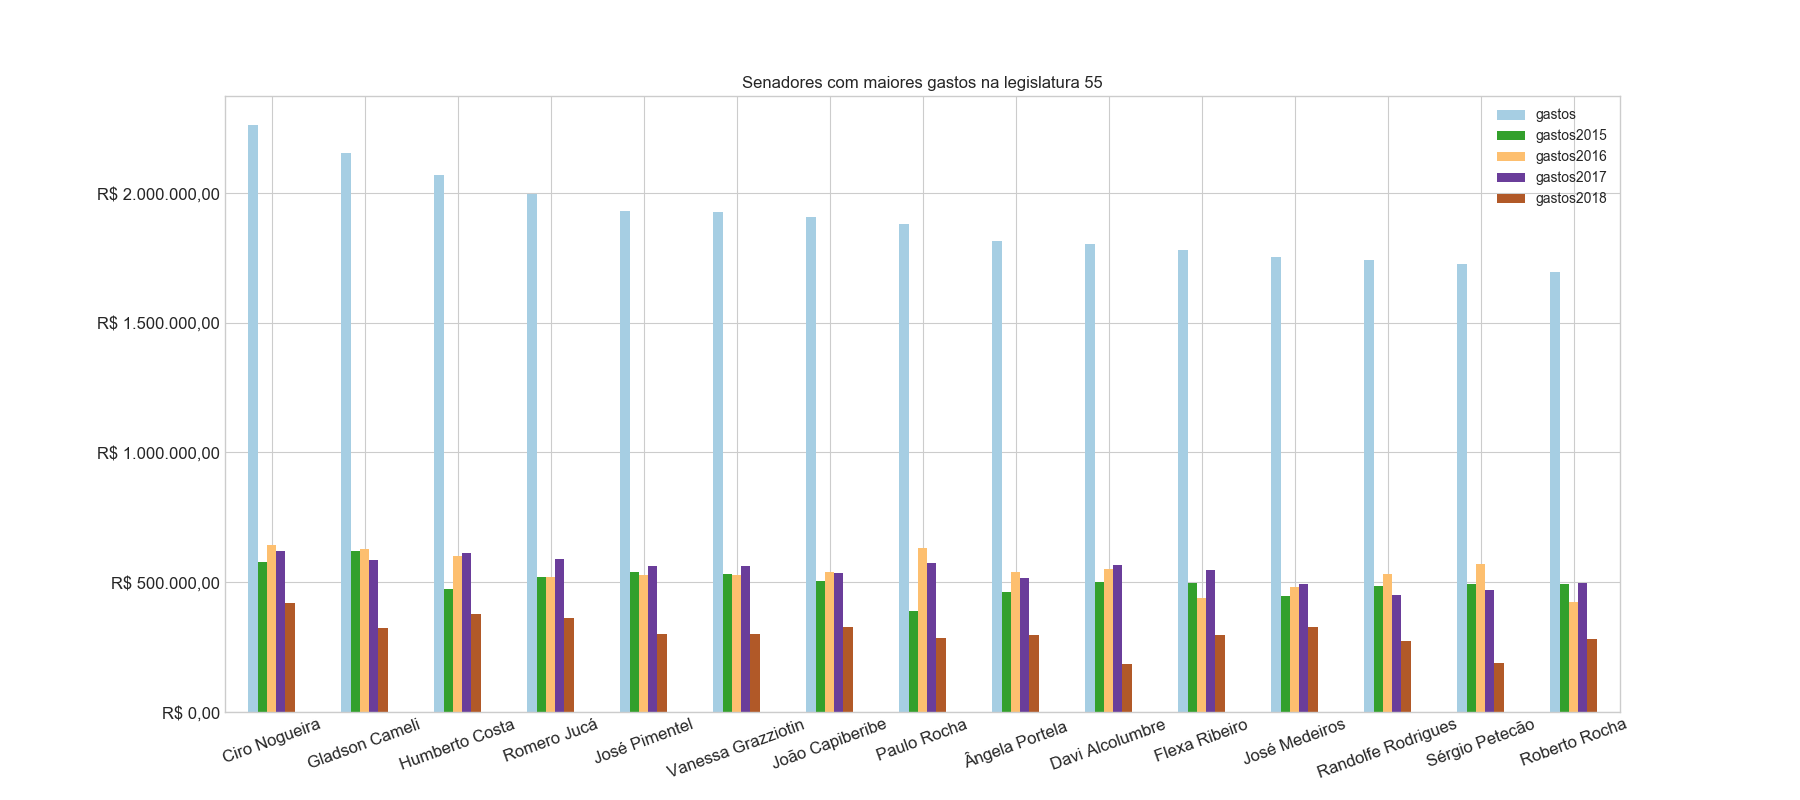 Senadores com maiores gastos na legislatura 55
gastos
gastos2015
gastos2016
gastos2017
gastos2018
R$ 2.000.000,00
R$ 1.500.000,00
R$ 1.000.000,00
R$ 500.000,00
R$ 0,00
Ciro Nogueira
Gladson Cameli
Humberto Costa
Romero Jucá
José Pimentel
Vanessa Grazziotin
João Capiberibe
Paulo Rocha
Ângela Portela
Davi Alcolumbre
Flexa Ribeiro
José Medeiros
Randolfe Rodrigues
Sérgio Petecão
Roberto Rocha